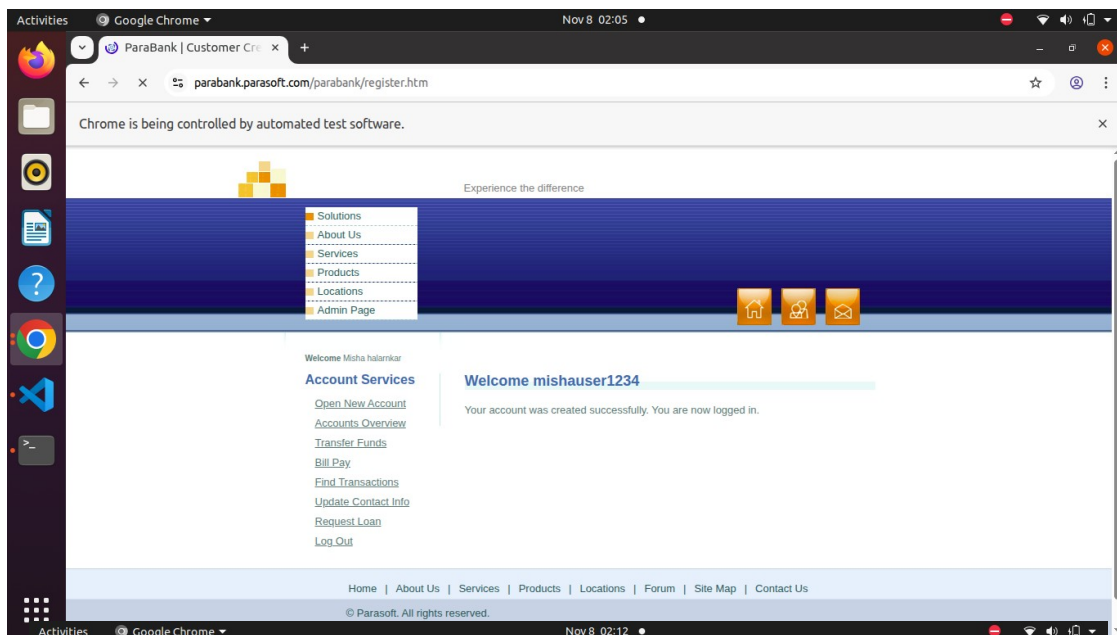 Activities Google Chrome Nov 8 02:05
ParaBank | Customer Cre
parabank.parasoft.com/parabank/register.htm
Chrome is being controlled by automated test software.
Experience the difference
Solutions
About Us
Services
Products
Locations
Admin Page
Welcome Misha halarnkar
Account Services
Open New Account
Accounts Overview
Transfer Funds
Bill Pay
Find Transactions
Update Contact Info
Request Loan
Log Out
Welcome mishauser1234
Your account was created successfully. You are now logged in.
Home | About Us | Services | Products | Locations | Forum | Site Map | Contact Us
© Parasoft. All rights reserved.
Activities Google Chrome Nov 8 02:12